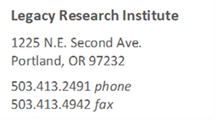 Legacy Research Institute
1225 N.E. Second Ave.
Portland, OR 97232
503.413.2491 phone
503.413.4942 fax